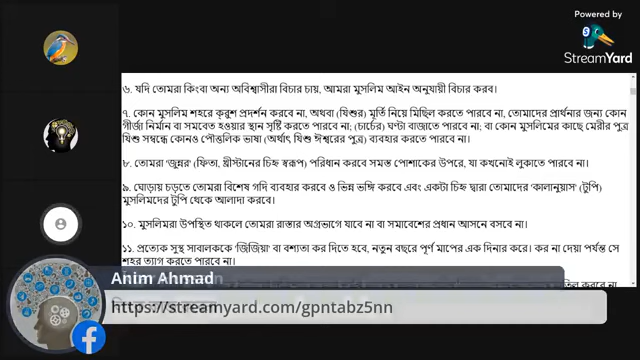 Powered by
StreamYard
৬. যদি তোমরা কিংবা অন্য অবিশ্বাসীরা বিচার চায়, আমরা মুসলিম আইন অনুযায়ী বিচার করব।
৭. কোন মুসলিম শহরে ক্রুশ প্রদর্শন করবে না, অথবা (যিশুর) মূর্তি নিয়ে মিছিল করতে পারবে না, তোমাদের প্রার্থনার জন্য কোন
গীর্জা নির্মান বা সমবেত হওয়ার স্থান সৃষ্টি করতে পারবে না; (চার্চের) ঘণ্টা বাজাতে পারবে না; বা কোন মুসলিমের কাছে মেরীর পুত্র
যিশু সম্বন্ধে কোনও পৌত্তলিক ভাষা (অর্থাৎ যিশু ঈশ্বরের পুত্র) ব্যবহার করতে পারবে না।
৮. তোমরা 'জুন্নর' (ফিতা, খ্রীস্টানের চিহ্ন স্বরূপ) পরিধান করবে সমস্ত পোশাকের উপরে, যা কখনোই লুকাতে পারবে না।
৯. ঘোড়ায় চড়তে তোমরা বিশেষ গদি ব্যবহার করবে ও ভিন্ন ভঙ্গি করবে এবং একটা চিহ্ন দ্বারা তোমাদের 'কালানুয়াস' (টুপি)
মুসলিমদের টুপি থেকে আলাদা করবে।
১০. মুসলিমরা উপস্থিত থাকলে তোমরা রাস্তার অগ্রভাগে যাবে না বা সমাবেশের প্রধান আসনে বসবে না।
১১. প্রত্যেক সুস্থ সাবালককে 'জিজিয়া' বা বশ্যতা কর দিতে হবে, নতুন বছরে পূর্ণ মাপের এক দিনার করে। কর না দেয়া পর্যন্ত সে
শহর ত্যাগ করতে পারবে না।
Anim Ahmad
https://streamyard.com/gpntabz5nn